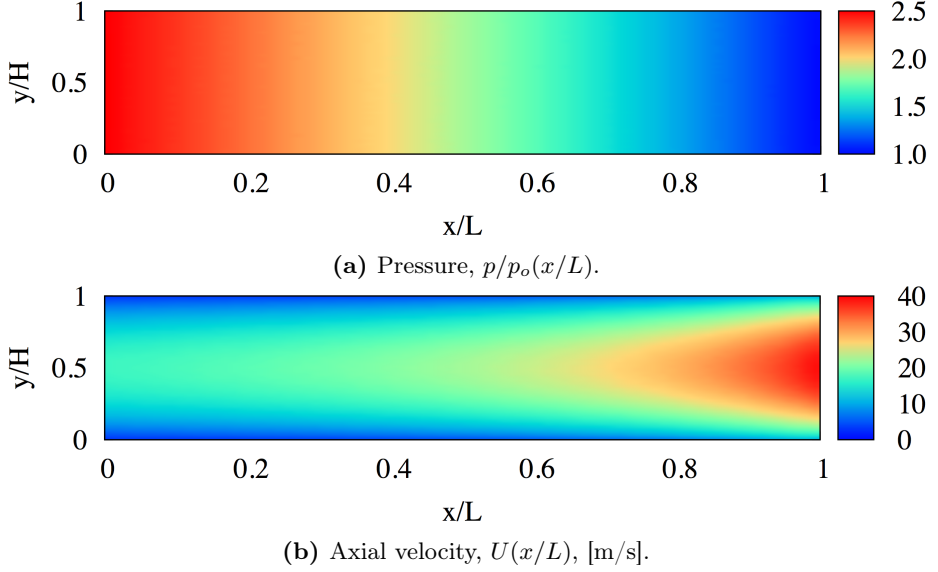 1
0.5
0
y/H
0 0.2 0.4 0.6 0.8 1
x/L
2.5
2.0
1.5
1.0
(a) Pressure, p/pₒ(x/L).
1
0.5
0
y/H
0 0.2 0.4 0.6 0.8 1
x/L
40
30
20
10
0
(b) Axial velocity, U(x/L), [m/s].